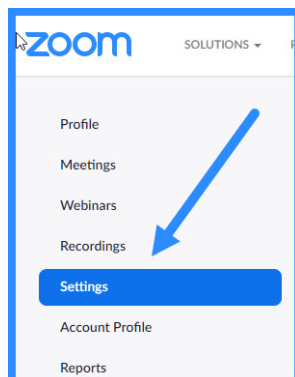 zoom SOLUTIONS
Profile
Meetings
Webinars
Recordings
Settings
Account Profile
Reports